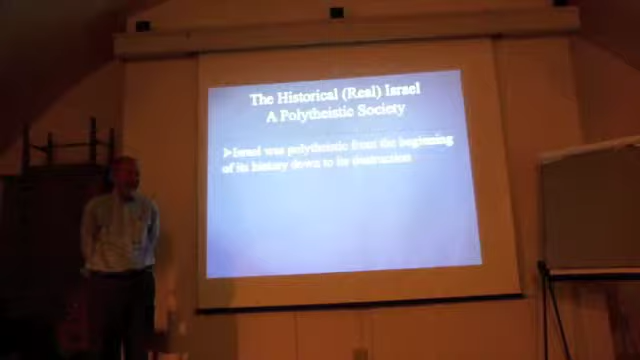 The Historical (Real) Israel
A Polytheistic Society
➢Israel was polytheistic from the beginning
of its history down to its destruction